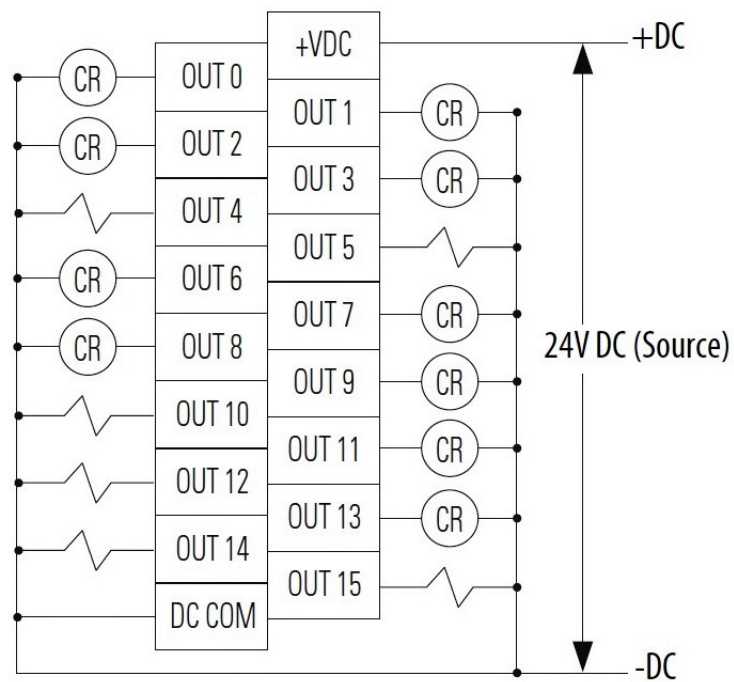 +VDC
+DC
CR
OUT 0
OUT 1
CR
CR
OUT 2
OUT 3
CR
OUT 4
OUT 5
CR
OUT 6
OUT 7
CR
CR
OUT 8
24V DC (Source)
OUT 9
CR
OUT 10
OUT 11
CR
OUT 12
OUT 13
CR
OUT 14
OUT 15
DC COM
-DC